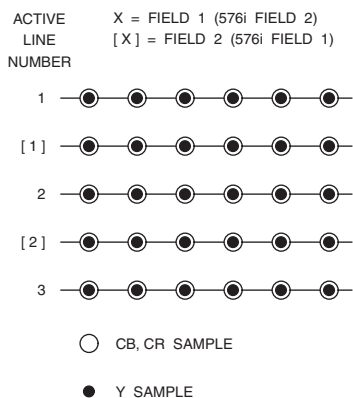 ACTIVE
LINE
NUMBER
X = FIELD 1 (576i FIELD 2)
[ X ] = FIELD 2 (576i FIELD 1)
1
[ 1 ]
2
[ 2 ]
3
CB, CR SAMPLE
Y SAMPLE